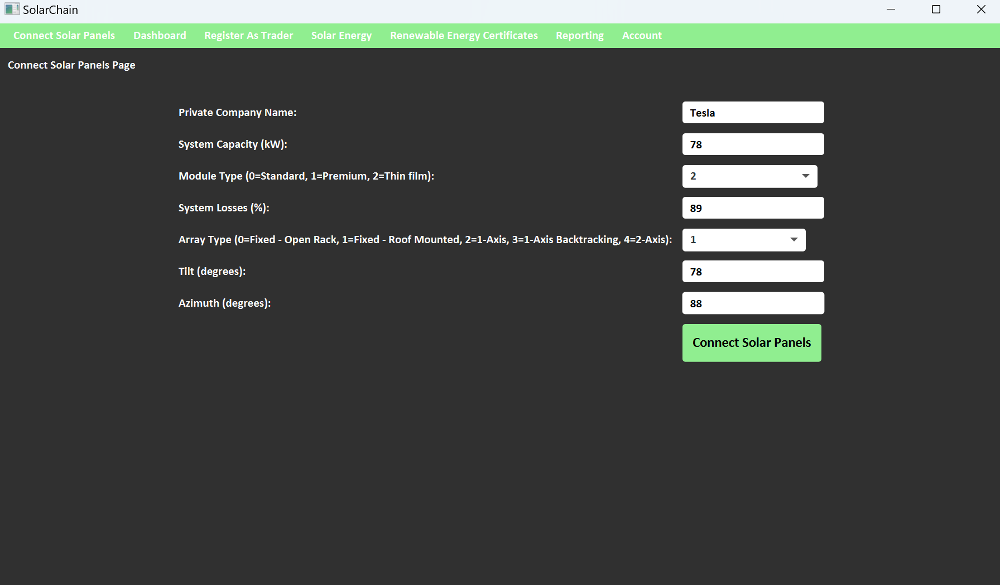 SolarChain
Connect Solar Panels Dashboard Register As Trader Solar Energy Renewable Energy Certificates Reporting Account
Connect Solar Panels Page
Private Company Name: Tesla
System Capacity (kW): 78
Module Type (0=Standard, 1=Premium, 2=Thin film): 2
System Losses (%): 89
Array Type (0=Fixed - Open Rack, 1=Fixed - Roof Mounted, 2=1-Axis, 3=1-Axis Backtracking, 4=2-Axis): 1
Tilt (degrees): 78
Azimuth (degrees): 88
Connect Solar Panels